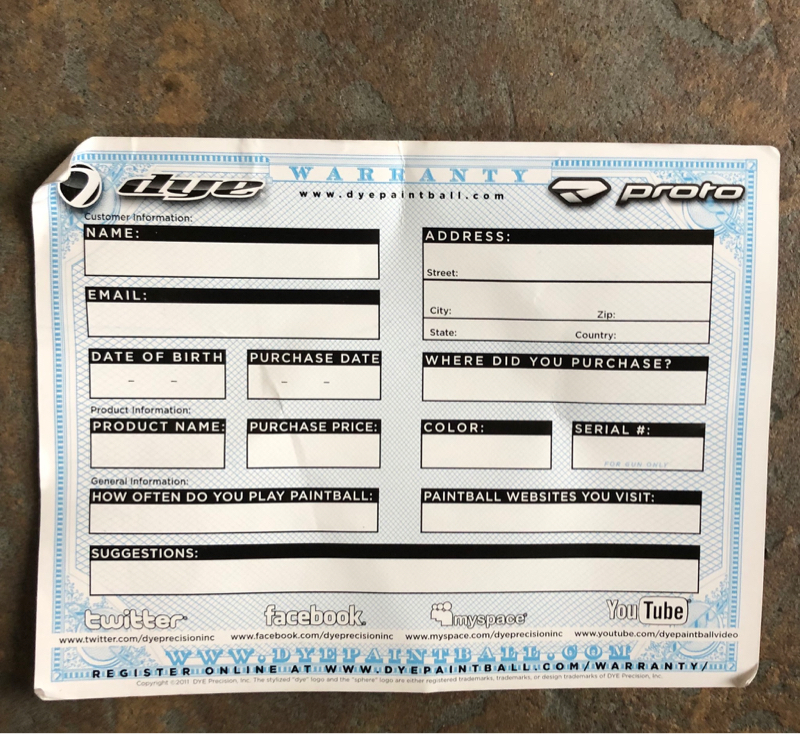 dye WARRANTY proto
www.dyepaintball.com
Customer Information:
NAME:
EMAIL:
ADDRESS:
Street:
City: Zip:
State: Country:
DATE OF BIRTH PURCHASE DATE
- - - -
WHERE DID YOU PURCHASE?
Product Information:
PRODUCT NAME: PURCHASE PRICE: COLOR: SERIAL #:
FOR GUN ONLY
General Information:
HOW OFTEN DO YOU PLAY PAINTBALL: PAINTBALL WEBSITES YOU VISIT:
SUGGESTIONS:
twitter facebook. myspace YouTube
www.twitter.com/dyeprecisioninc www.facebook.com/dyeprecisioninc www.myspace.com/dyeprecisioninc www.youtube.com/dyepaintballvideo
WWW.DYEPAINTBALL.COM
REGISTER ONLINE AT WWW.DYEPAINTBALL.COM/WARRANTY/
Copyright ©2011 DYE Precision, Inc. The stylized "dye" logo and the "sphere" logo are either registered trademarks, trademarks, or design trademarks of DYE Precision, Inc.